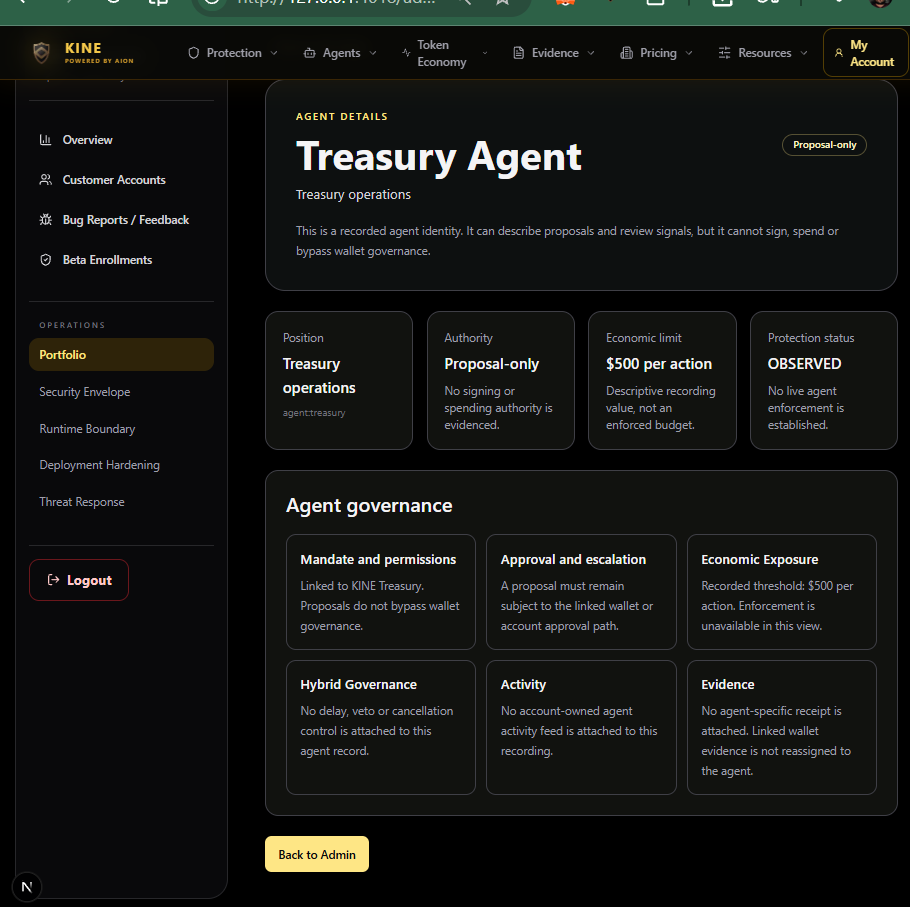 KINE
POWERED BY AION
Protection
Agents
Token
Economy
Evidence
Pricing
Resources
My
Account
Overview
Customer Accounts
Bug Reports / Feedback
Beta Enrollments
OPERATIONS
Portfolio
Security Envelope
Runtime Boundary
Deployment Hardening
Threat Response
Logout
N
AGENT DETAILS
Treasury Agent
Proposal-only
Treasury operations
This is a recorded agent identity. It can describe proposals and review signals, but it cannot sign, spend or
bypass wallet governance.
Position
Treasury
operations
agent:treasury
Authority
Proposal-only
No signing or
spending authority is
evidenced.
Economic limit
$500 per action
Descriptive recording
value, not an
enforced budget.
Protection status
OBSERVED
No live agent
enforcement is
established.
Agent governance
Mandate and permissions
Linked to KINE Treasury.
Proposals do not bypass wallet
governance.
Approval and escalation
A proposal must remain
subject to the linked wallet or
account approval path.
Economic Exposure
Recorded threshold: $500 per
action. Enforcement is
unavailable in this view.
Hybrid Governance
No delay, veto or cancellation
control is attached to this
agent record.
Activity
No account-owned agent
activity feed is attached to this
recording.
Evidence
No agent-specific receipt is
attached. Linked wallet
evidence is not reassigned to
the agent.
Back to Admin